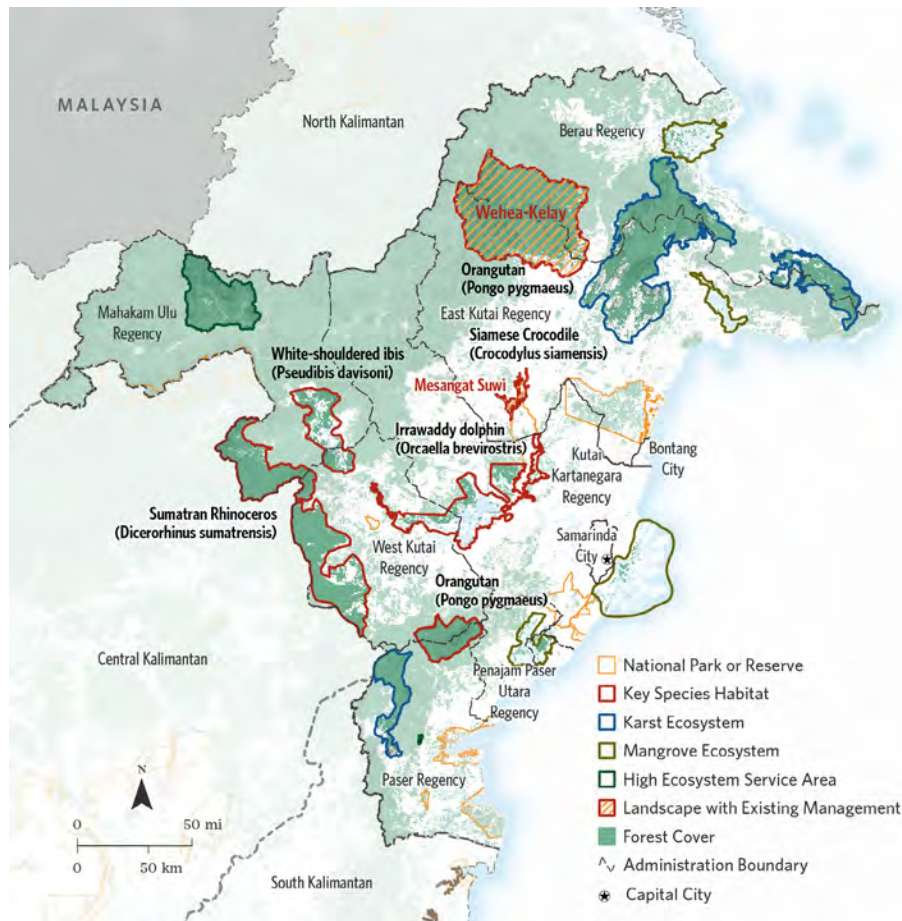 MALAYSIA
North Kalimantan
Berau Regency
Wehea-Kelay
Orangutan
(Pongo pygmaeus)
Mahakam Ulu
Regency
East Kutai Regency
Siamese Crocodile
(Crocodylus siamensis)
White-shouldered ibis
(Pseudibis davisoni)
Mesangat Suwi
Irrawaddy dolphin
(Orcaella brevirostris)
Kutai
Kartanegara
Regency
Bontang
City
Sumatran Rhinoceros
(Dicerorhinus sumatrensis)
West Kutai
Regency
Samarinda
City
Orangutan
(Pongo pygmaeus)
Central Kalimantan
Penajam Paser
Utara
Regency
Paser Regency
South Kalimantan
N
0 50 mi
0 50 km
National Park or Reserve
Key Species Habitat
Karst Ecosystem
Mangrove Ecosystem
High Ecosystem Service Area
Landscape with Existing Management
Forest Cover
Administration Boundary
Capital City